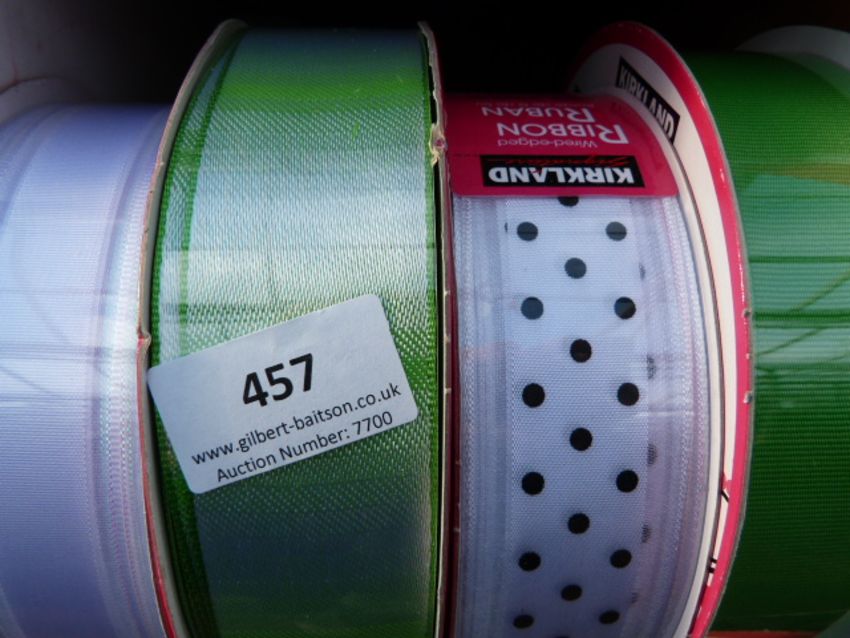 457
www.gilbert-baitson.co.uk
Auction Number: 7700
KIRKLAND
Signature
Wired-edged
RIBBON
RUBAN
KIRKLAND